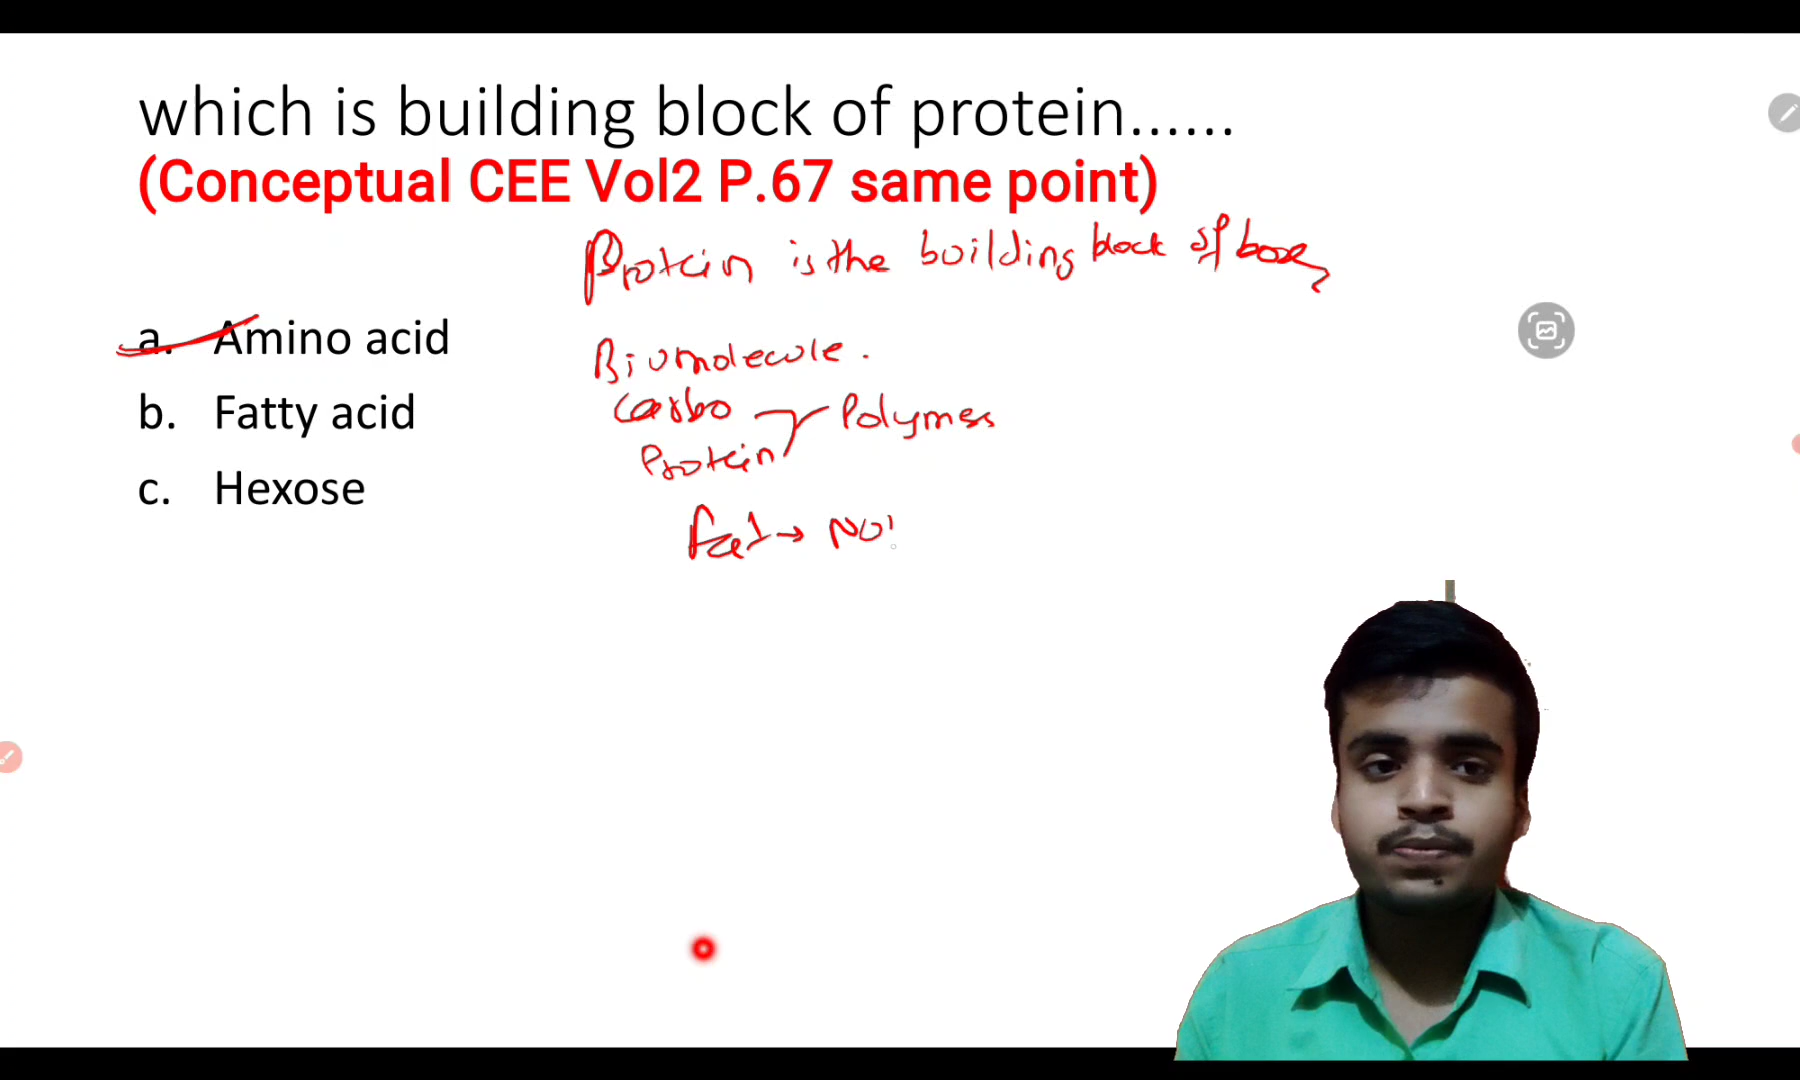 which is building block of protein......
(Conceptual CEE Vol2 P.67 same point)
Protein is the building block of body
a. Amino acid
Biomolecule.
b. Fatty acid
Carbo
Polymer
Protein
c. Hexose
Fat → NO